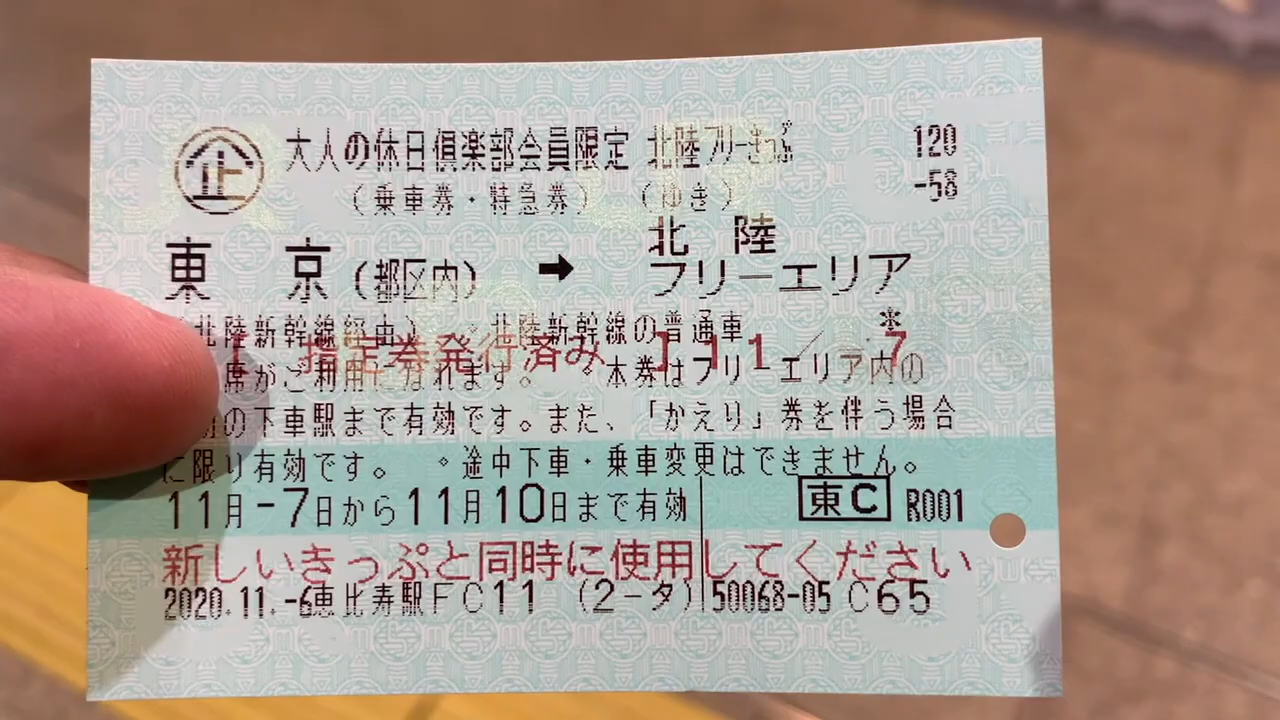 企 大人の休日倶楽部会員限定 北陸フリーきっぷ 120
(乗車券・特急券) (ゆき) -58
東 京 (都区内) ➡ 北 陸
フリーエリア
北陸新幹線経由) ◦北陸新幹線の普通車 *
【 指定券発行済み 】11／ 7
席がご利用になれます。 ◦本券はフリーエリア内の
の下車駅まで有効です。また、「かえり」券を伴う場合
に限り有効です。 ◦途中下車・乗車変更はできません。
11月-7日から11月10日まで有効 東C R001
新しいきっぷと同時に使用してください
2020.11.-6恵比寿駅FC11 (2-タ) 50068-05 C65